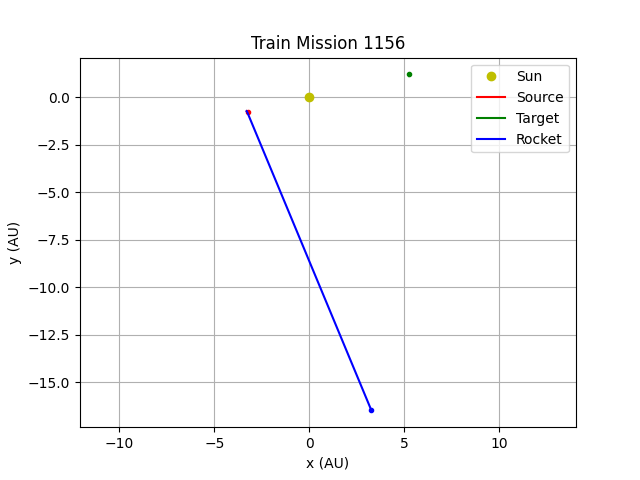 Train Mission 1156
Sun
Source
Target
Rocket
0.0
−2.5
−5.0
−7.5
−10.0
−12.5
−15.0
y (AU)
−10
−5
0
5
10
x (AU)